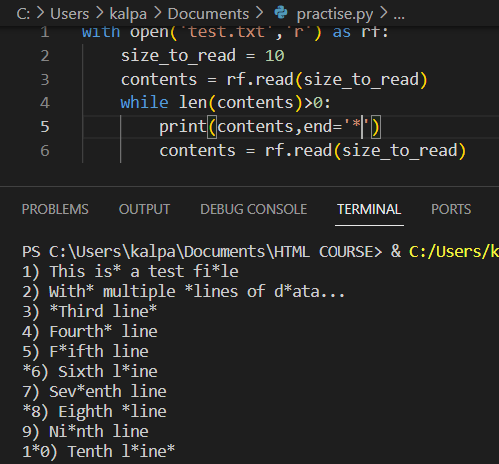 C: > Users > kalpa > Documents > practise.py > ...
1 with open('test.txt','r') as rf:
2 size_to_read = 10
3 contents = rf.read(size_to_read)
4 while len(contents)>0:
5 print(contents,end='*')
6 contents = rf.read(size_to_read)
PROBLEMS OUTPUT DEBUG CONSOLE TERMINAL PORTS
PS C:\Users\kalpa\Documents\HTML COURSE> & C:/Users/k
1) This is* a test fi*le
2) With* multiple *lines of d*ata...
3) *Third line*
4) Fourth* line
5) F*ifth line
*6) Sixth l*ine
7) Sev*enth line
*8) Eighth *line
9) Ni*nth line
1*0) Tenth l*ine*